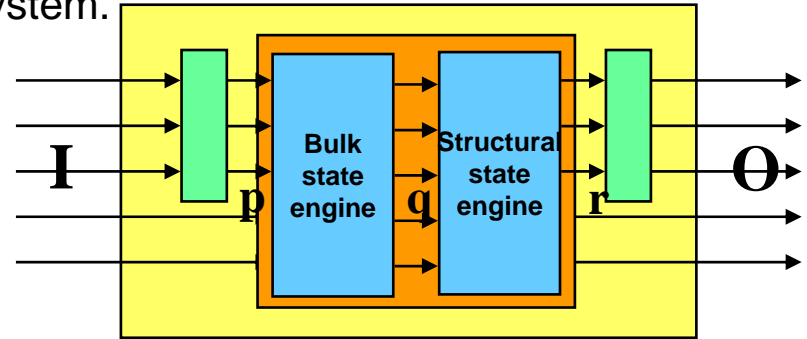 ystem.
I
p
Bulk
state
engine
q
Structural
state
engine
r
O